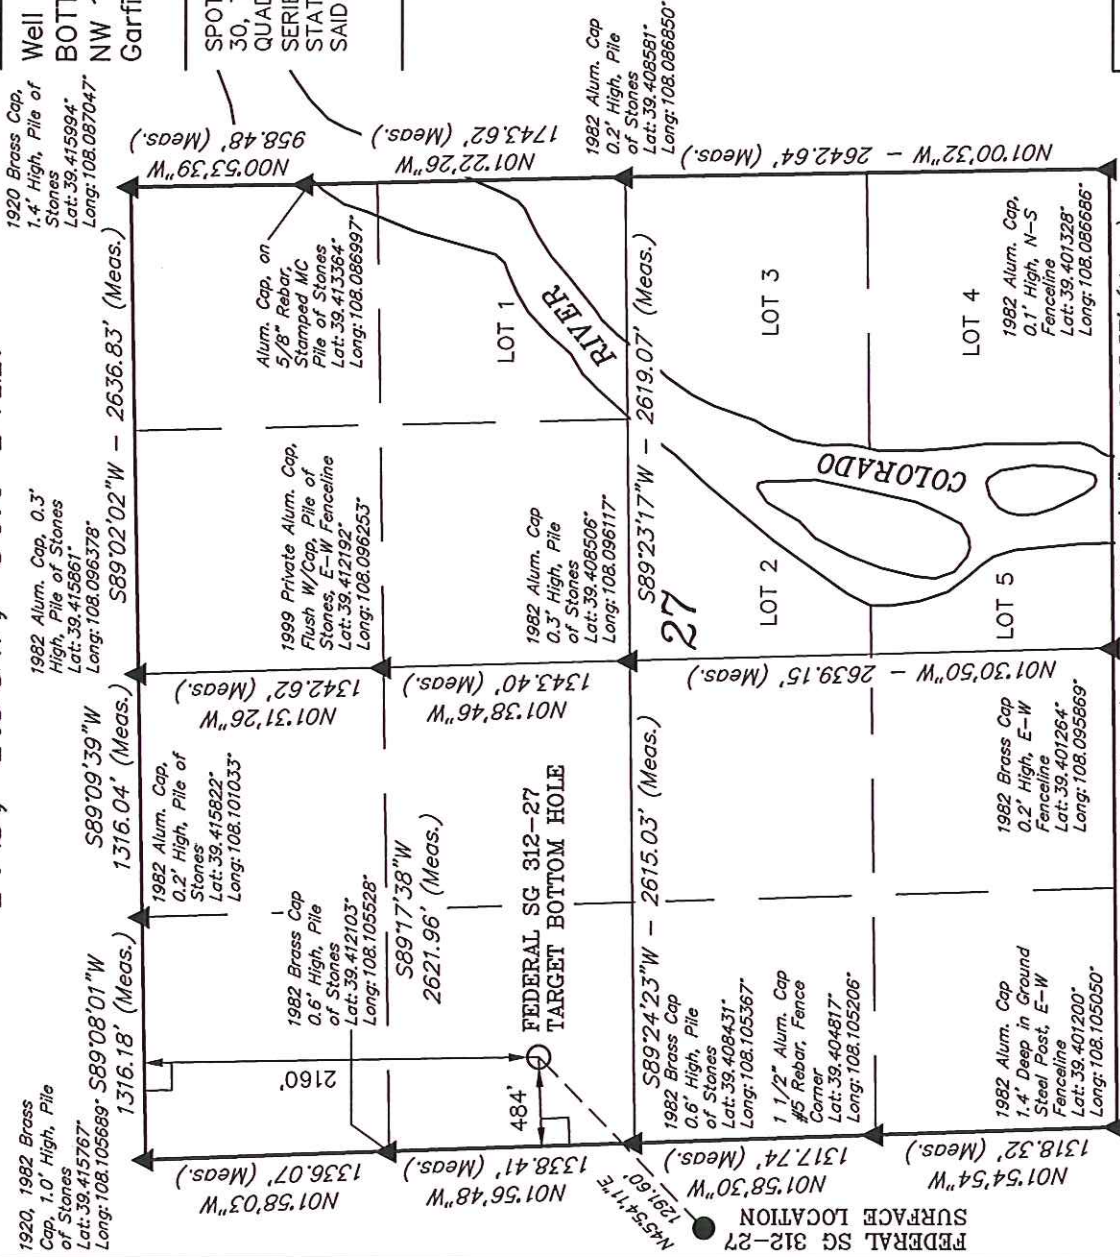 Well
BOTT
NW
Garfi
SPOT
30,
QUAD
SERIE
STAT
SAID
1920, 1982 Brass
Cap, 1.0' High, Pile
of Stones
Lat: 39.415767°
Long: 108.105689°
S89°08'01"W
1316.18' (Meas.)
S89°09'39"W
1316.04' (Meas.)
1982 Alum. Cap,
0.2' High, Pile of
Stones
Lat: 39.415822°
Long: 108.101033°
1982 Alum. Cap, 0.3'
High, Pile of Stones
Lat: 39.415861°
Long: 108.096378°
S89°02'02"W – 2636.83' (Meas.)
1920 Brass Cap,
1.4' High, Pile of
Stones
Lat: 39.415994°
Long: 108.087047°
N00°53'39"W
958.48' (Meas.)
Alum. Cap, on
5/8" Rebar,
Stamped MC
Pile of Stones
Lat: 39.413364°
Long: 108.086997°
N01°22'26"W
1743.62' (Meas.)
N01°58'03"W
1336.07' (Meas.)
2160'
1982 Brass Cap
0.6' High, Pile
of Stones
Lat: 39.412103°
Long: 108.105528°
S89°17'38"W
2621.96' (Meas.)
N01°31'26"W
1342.62' (Meas.)
1999 Private Alum. Cap,
Flush W/Cap, Pile of
Stones, E–W Fenceline
Lat: 39.412192°
Long: 108.096253°
LOT 1
RIVER
N01°56'48"W
1338.41' (Meas.)
484'
FEDERAL SG 312–27
TARGET BOTTOM HOLE
N01°38'46"W
1343.40' (Meas.)
1982 Alum. Cap
0.3' High, Pile
of Stones
Lat: 39.408506°
Long: 108.096117°
1982 Alum. Cap
0.2' High, Pile
of Stones
Lat: 39.408581°
Long: 108.086850°
S89°24'23"W – 2615.03' (Meas.)
S89°23'17"W – 2619.07' (Meas.)
27
1982 Brass Cap
0.6' High, Pile
of Stones
Lat: 39.408431°
Long: 108.105367°
N45°54'11"E
1291.60'
FEDERAL SG 312–27
SURFACE LOCATION
N01°58'30"W
1317.74' (Meas.)
1 1/2" Alum. Cap
#5 Rebar, Fence
Corner
Lat: 39.404817°
Long: 108.105206°
N01°30'50"W – 2639.15' (Meas.)
LOT 2
LOT 3
COLORADO
N01°00'32"W – 2642.64' (Meas.)
N01°54'54"W
1318.32' (Meas.)
1982 Alum. Cap
1.4' Deep in Ground
Steel Post, E–W
Fenceline
Lat: 39.401200°
Long: 108.105050°
1982 Brass Cap
0.2' High, E–W
Fenceline
Lat: 39.401264°
Long: 108.095869°
LOT 5
LOT 4
1982 Alum. Cap,
0.1' High, N–S
Fenceline
Lat: 39.401328°
Long: 108.086686°